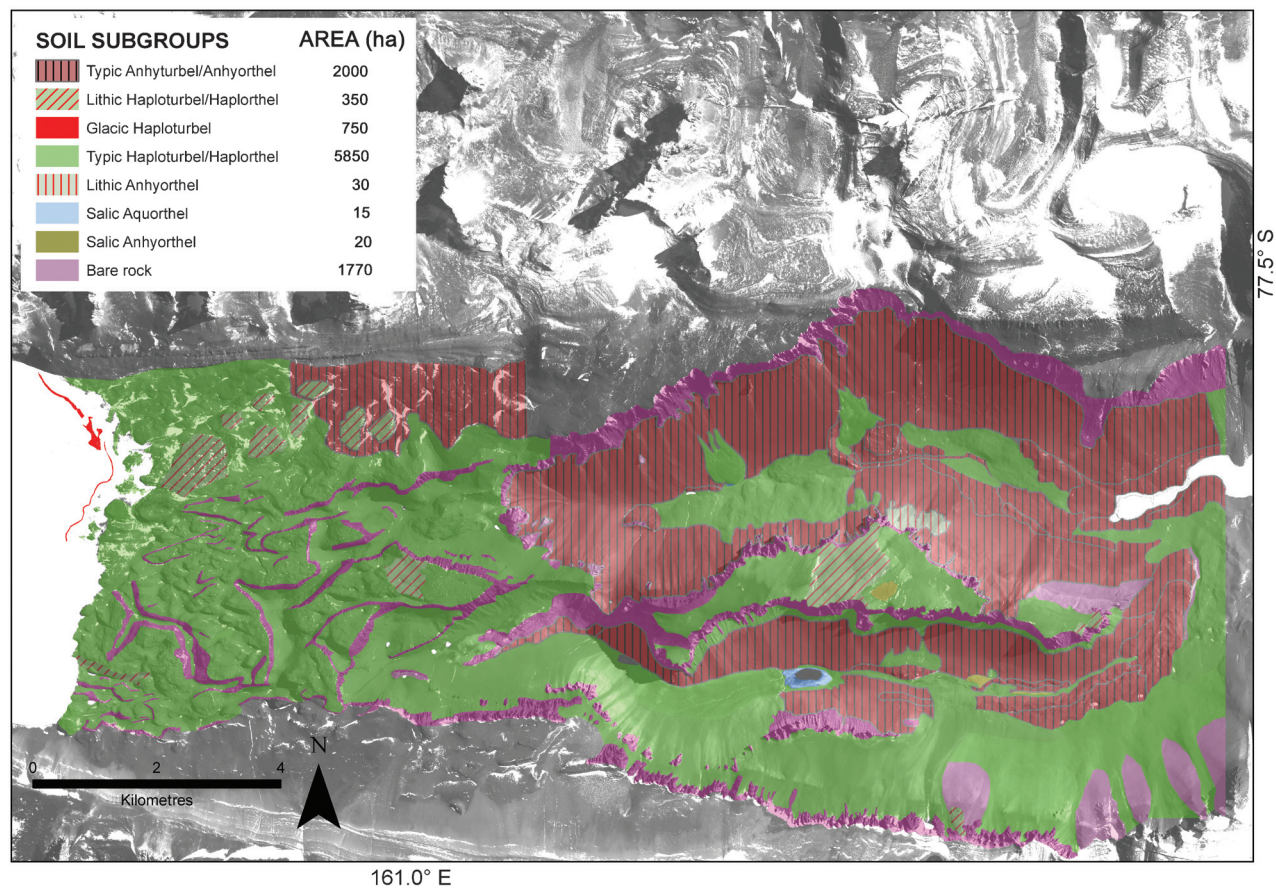 SOIL SUBGROUPS AREA (ha)
Typic Anhyturbel/Anhyorthel 2000
Lithic Haploturbel/Haplorthel 350
Glacic Haploturbel 750
Typic Haploturbel/Haplorthel 5850
Lithic Anhyorthel 30
Salic Aquorthel 15
Salic Anhyorthel 20
Bare rock 1770
77.5° S
N
0 2 4
Kilometres
161.0° E